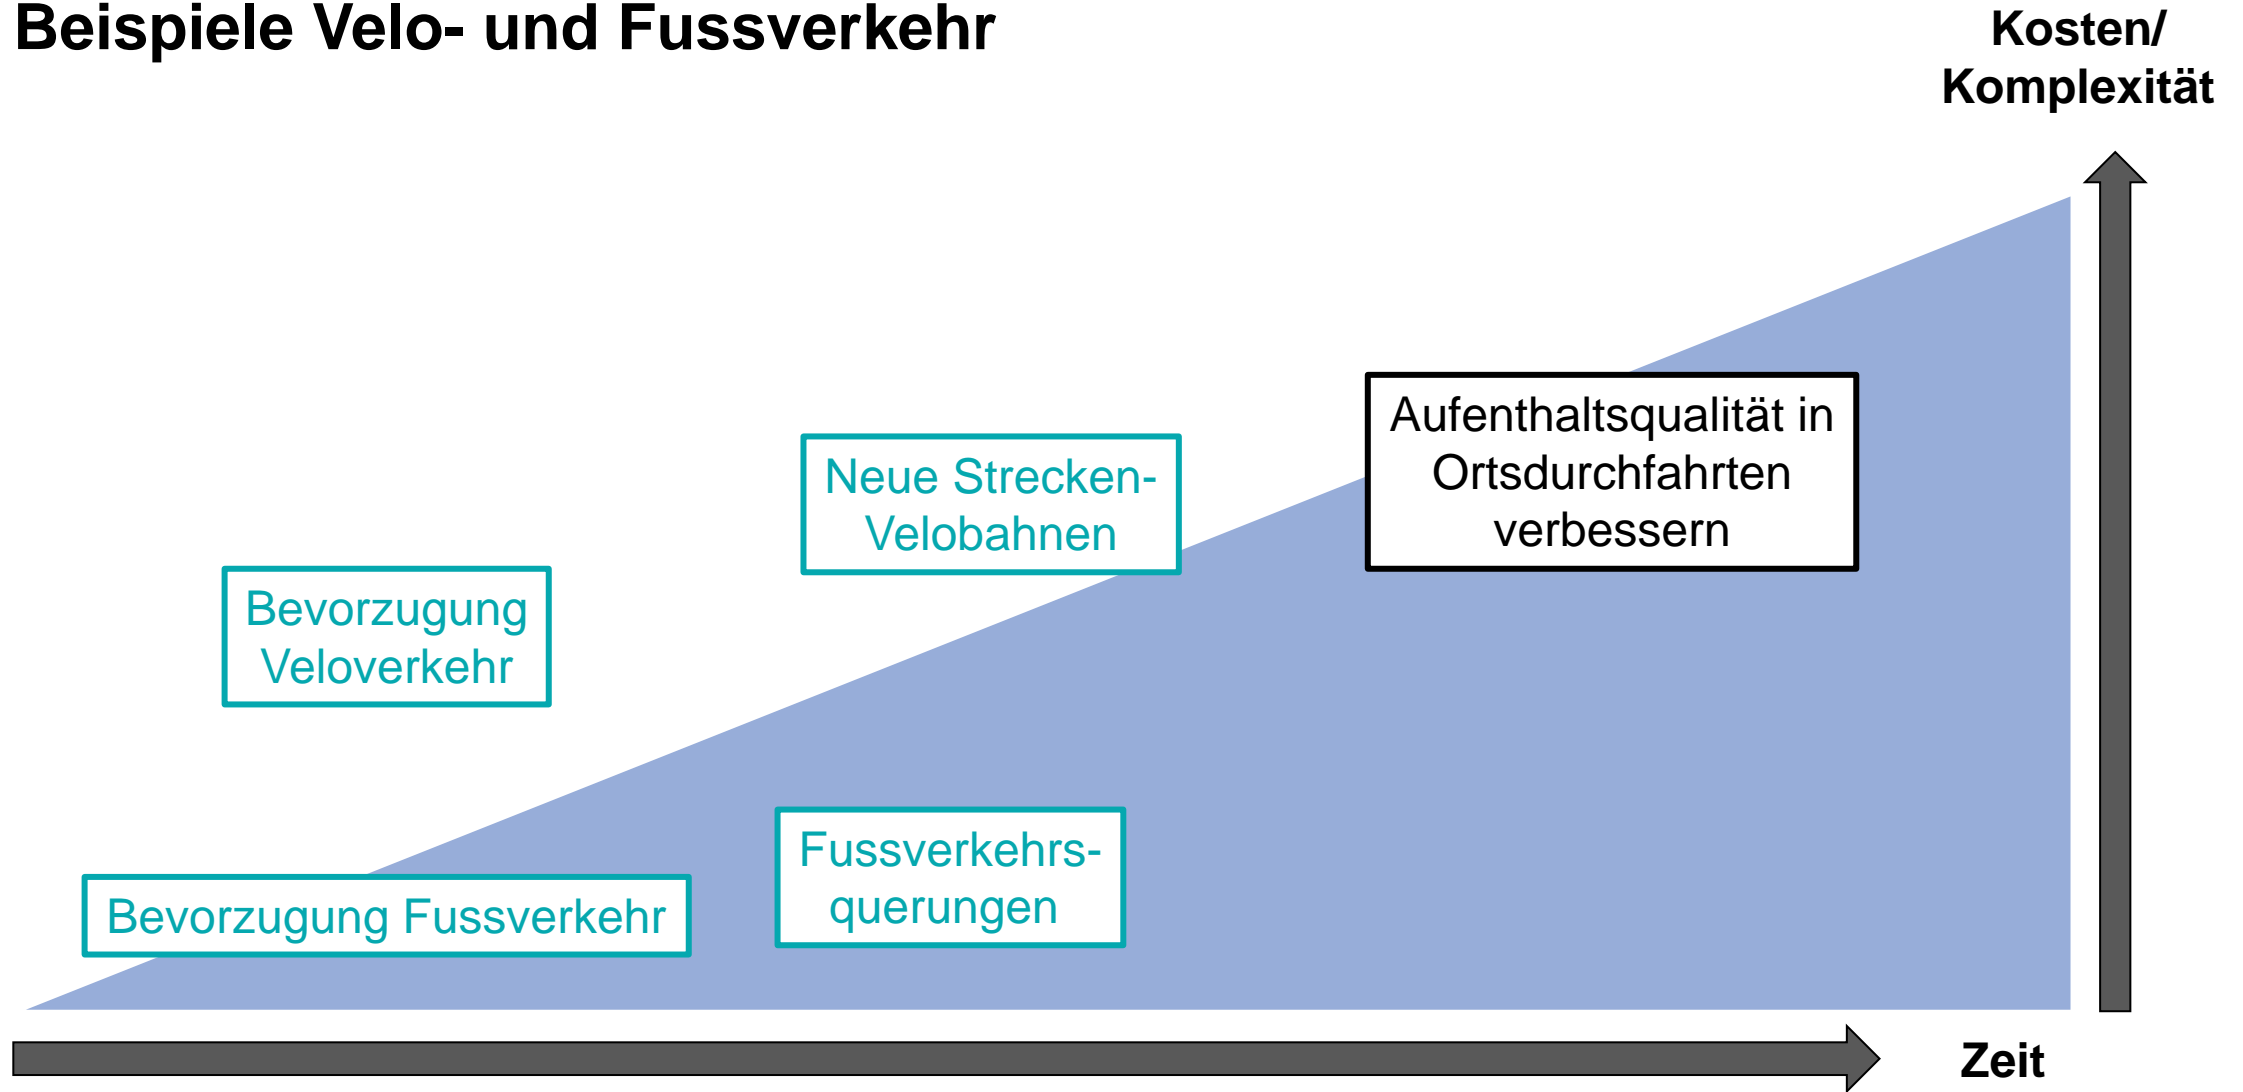 Beispiele Velo- und Fussverkehr
Kosten/
Komplexität
Aufenthaltsqualität in
Ortsdurchfahrten
verbessern
Neue Strecken-
Velobahnen
Bevorzugung
Veloverkehr
Fussverkehrs-
querungen
Bevorzugung Fussverkehr
Zeit